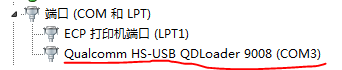 端口 (COM 和 LPT)
ECP 打印机端口 (LPT1)
Qualcomm HS-USB QDLoader 9008 (COM3)